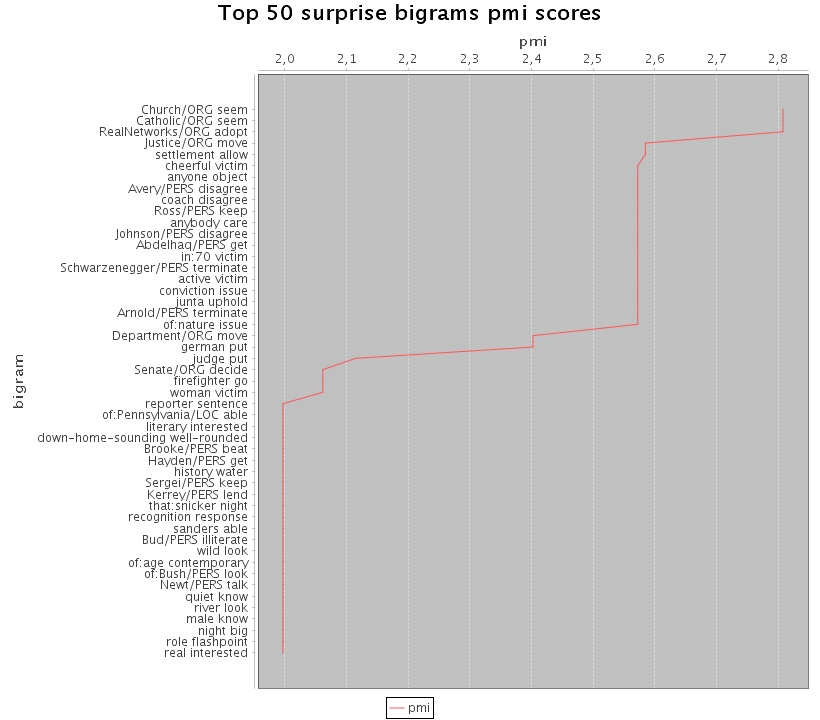 Top 50 surprise bigrams pmi scores
pmi
2,0 2,1 2,2 2,3 2,4 2,5 2,6 2,7 2,8
bigram
Church/ORG seem
Catholic/ORG seem
RealNetworks/ORG adopt
Justice/ORG move
settlement allow
cheerful victim
anyone object
Avery/PERS disagree
coach disagree
Ross/PERS keep
anybody care
Johnson/PERS disagree
Abdelhaq/PERS get
in:70 victim
Schwarzenegger/PERS terminate
active victim
conviction issue
junta uphold
Arnold/PERS terminate
of:nature issue
Department/ORG move
german put
judge put
Senate/ORG decide
firefighter go
woman victim
reporter sentence
of:Pennsylvania/LOC able
literary interested
down-home-sounding well-rounded
Brooke/PERS beat
Hayden/PERS get
history water
Sergei/PERS keep
Kerrey/PERS lend
that:snicker night
recognition response
sanders able
Bud/PERS illiterate
wild look
of:age contemporary
of:Bush/PERS look
Newt/PERS talk
quiet know
river look
male know
night big
role flashpoint
real interested
pmi